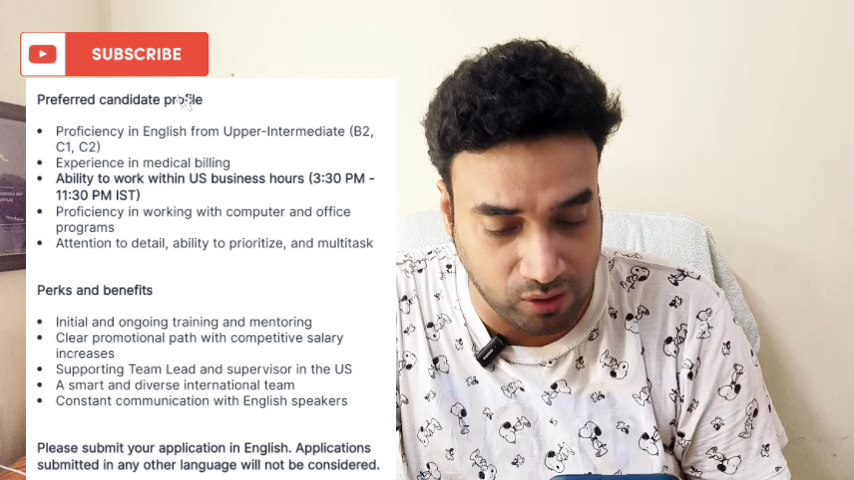 SUBSCRIBE
Preferred candidate profile
• Proficiency in English from Upper-Intermediate (B2,
C1, C2)
• Experience in medical billing
• Ability to work within US business hours (3:30 PM -
11:30 PM IST)
• Proficiency in working with computer and office
programs
• Attention to detail, ability to prioritize, and multitask
Perks and benefits
• Initial and ongoing training and mentoring
• Clear promotional path with competitive salary
increases
• Supporting Team Lead and supervisor in the US
• A smart and diverse international team
• Constant communication with English speakers
Please submit your application in English. Applications
submitted in any other language will not be considered.